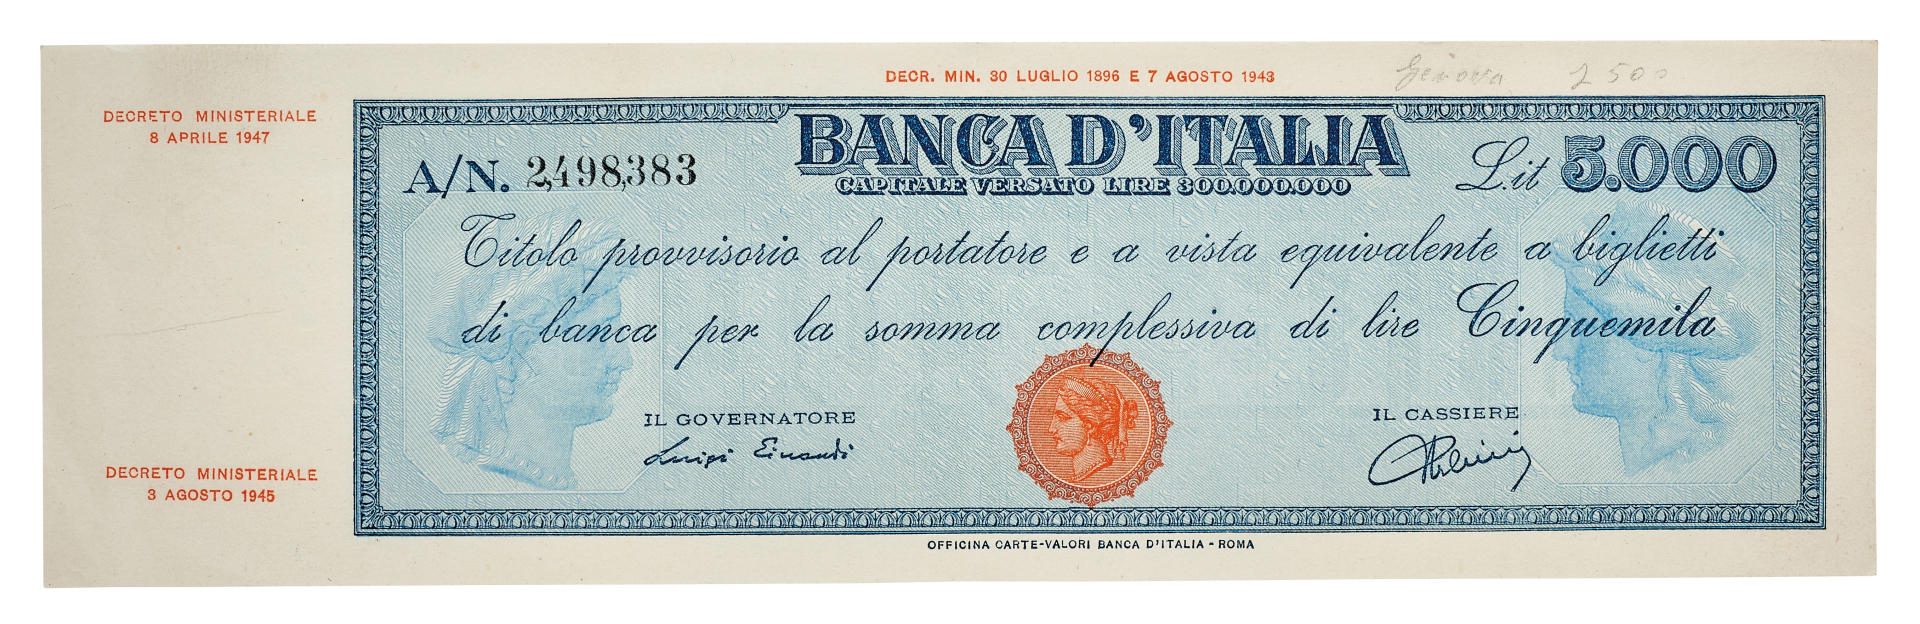 DECR. MIN. 30 LUGLIO 1896 E 7 AGOSTO 1943
Genova 2500
DECRETO MINISTERIALE
8 APRILE 1947
BANCA D'ITALIA
CAPITALE VERSATO LIRE 300.000.000
A/N. 2,498,383
L.it 5.000
Titolo provvisorio al portatore e a vista equivalente a biglietti
di banca per la somma complessiva di lire Cinquemila
IL GOVERNATORE
Luigi Einaudi
IL CASSIERE
DECRETO MINISTERIALE
3 AGOSTO 1945
OFFICINA CARTE-VALORI BANCA D'ITALIA - ROMA